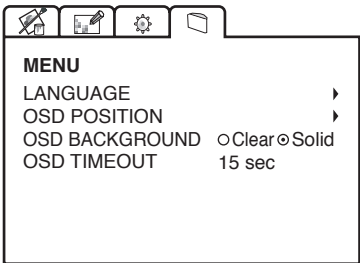 MENU
LANGUAGE
OSD POSITION
OSD BACKGROUND Clear Solid
OSD TIMEOUT 15 sec